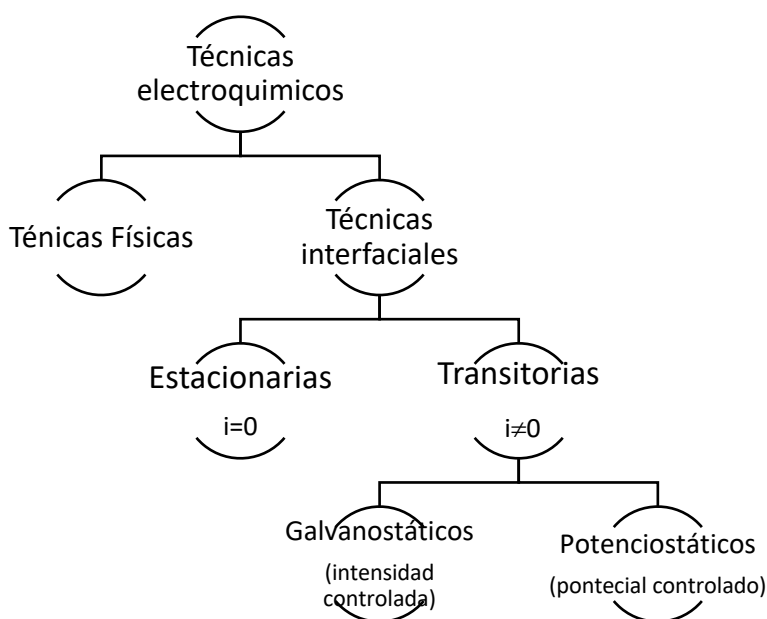 Técnicas
electroquimicos
Ténicas Físicas
Técnicas
interfaciales
Estacionarias
i=0
Transitorias
i≠0
Galvanostáticos
(intensidad
controlada)
Potenciostáticos
(pontecial controlado)